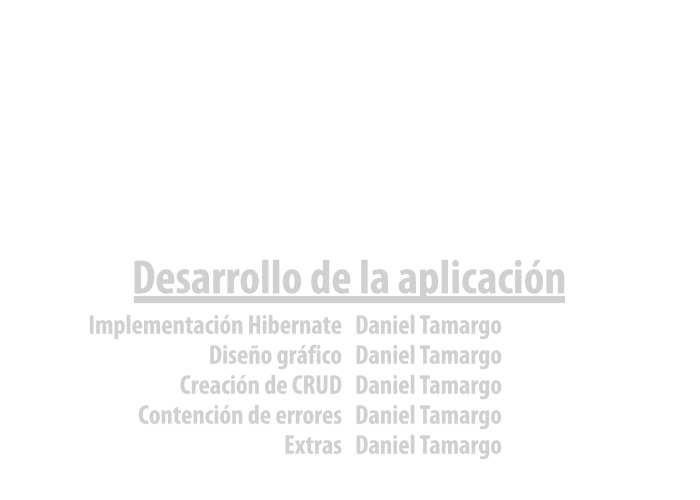 Desarrollo de la aplicación
Implementación Hibernate Daniel Tamargo
Diseño gráfico Daniel Tamargo
Creación de CRUD Daniel Tamargo
Contención de errores Daniel Tamargo
Extras Daniel Tamargo